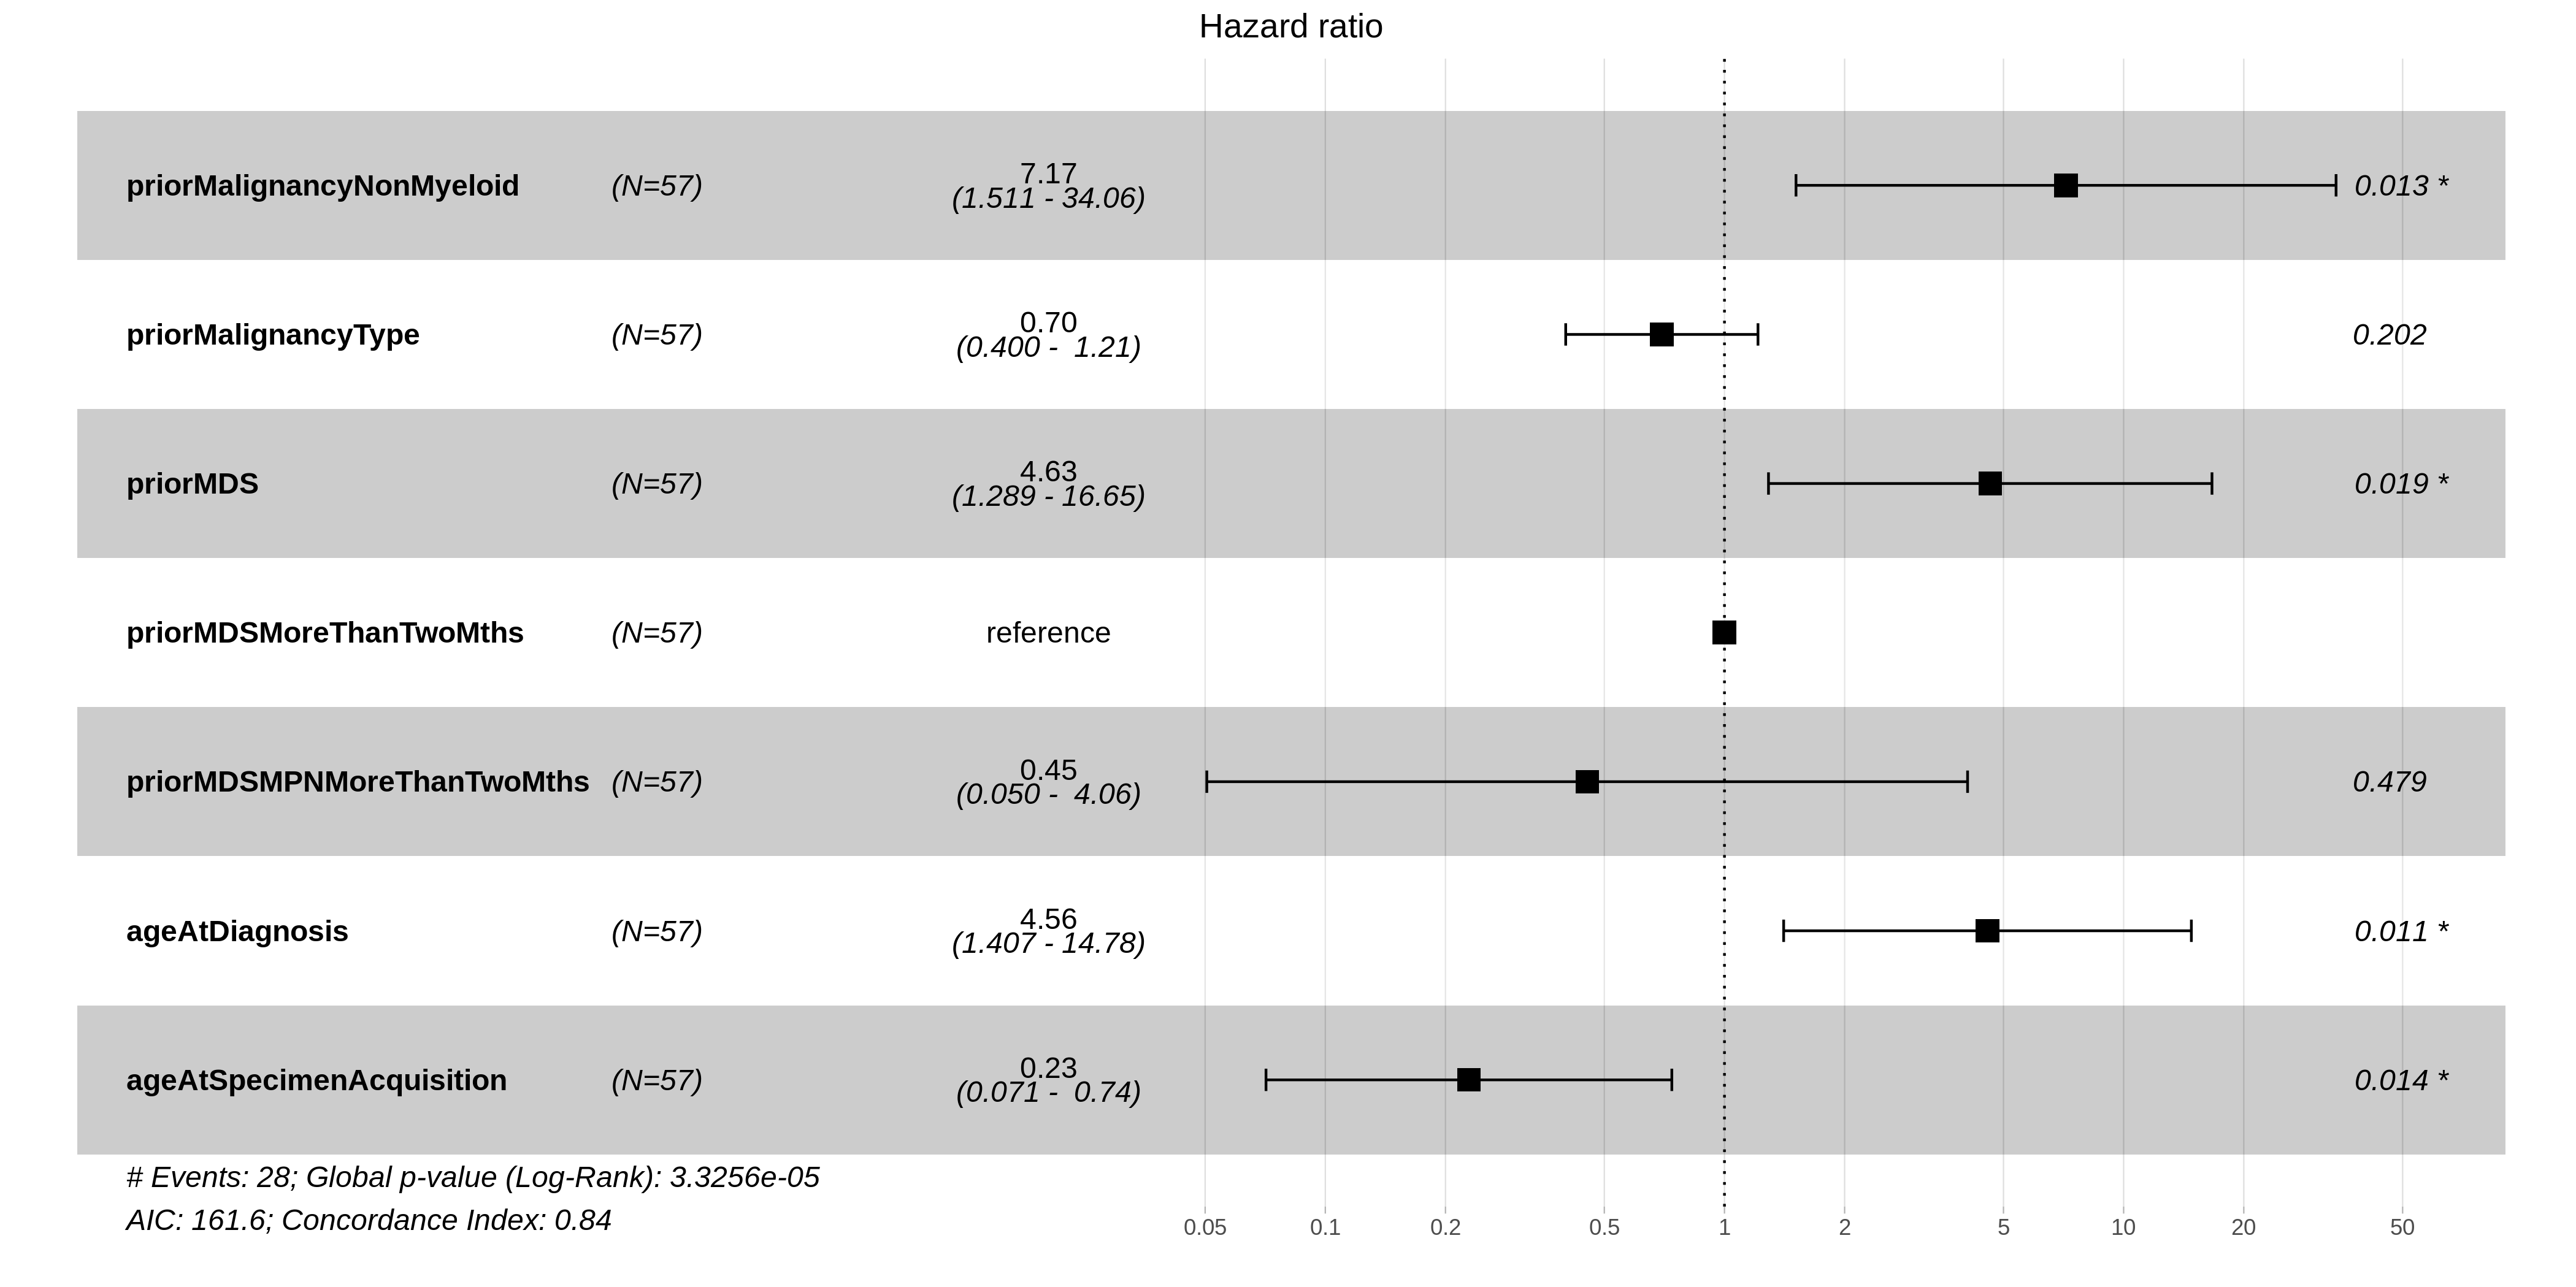 Hazard ratio
priorMalignancyNonMyeloid (N=57) 7.17 (1.511 - 34.06) 0.013 *
priorMalignancyType (N=57) 0.70 (0.400 - 1.21) 0.202
priorMDS (N=57) 4.63 (1.289 - 16.65) 0.019 *
priorMDSMoreThanTwoMths (N=57) reference
priorMDSMPNMoreThanTwoMths (N=57) 0.45 (0.050 - 4.06) 0.479
ageAtDiagnosis (N=57) 4.56 (1.407 - 14.78) 0.011 *
ageAtSpecimenAcquisition (N=57) 0.23 (0.071 - 0.74) 0.014 *
# Events: 28; Global p-value (Log-Rank): 3.3256e-05
AIC: 161.6; Concordance Index: 0.84
0.05 0.1 0.2 0.5 1 2 5 10 20 50